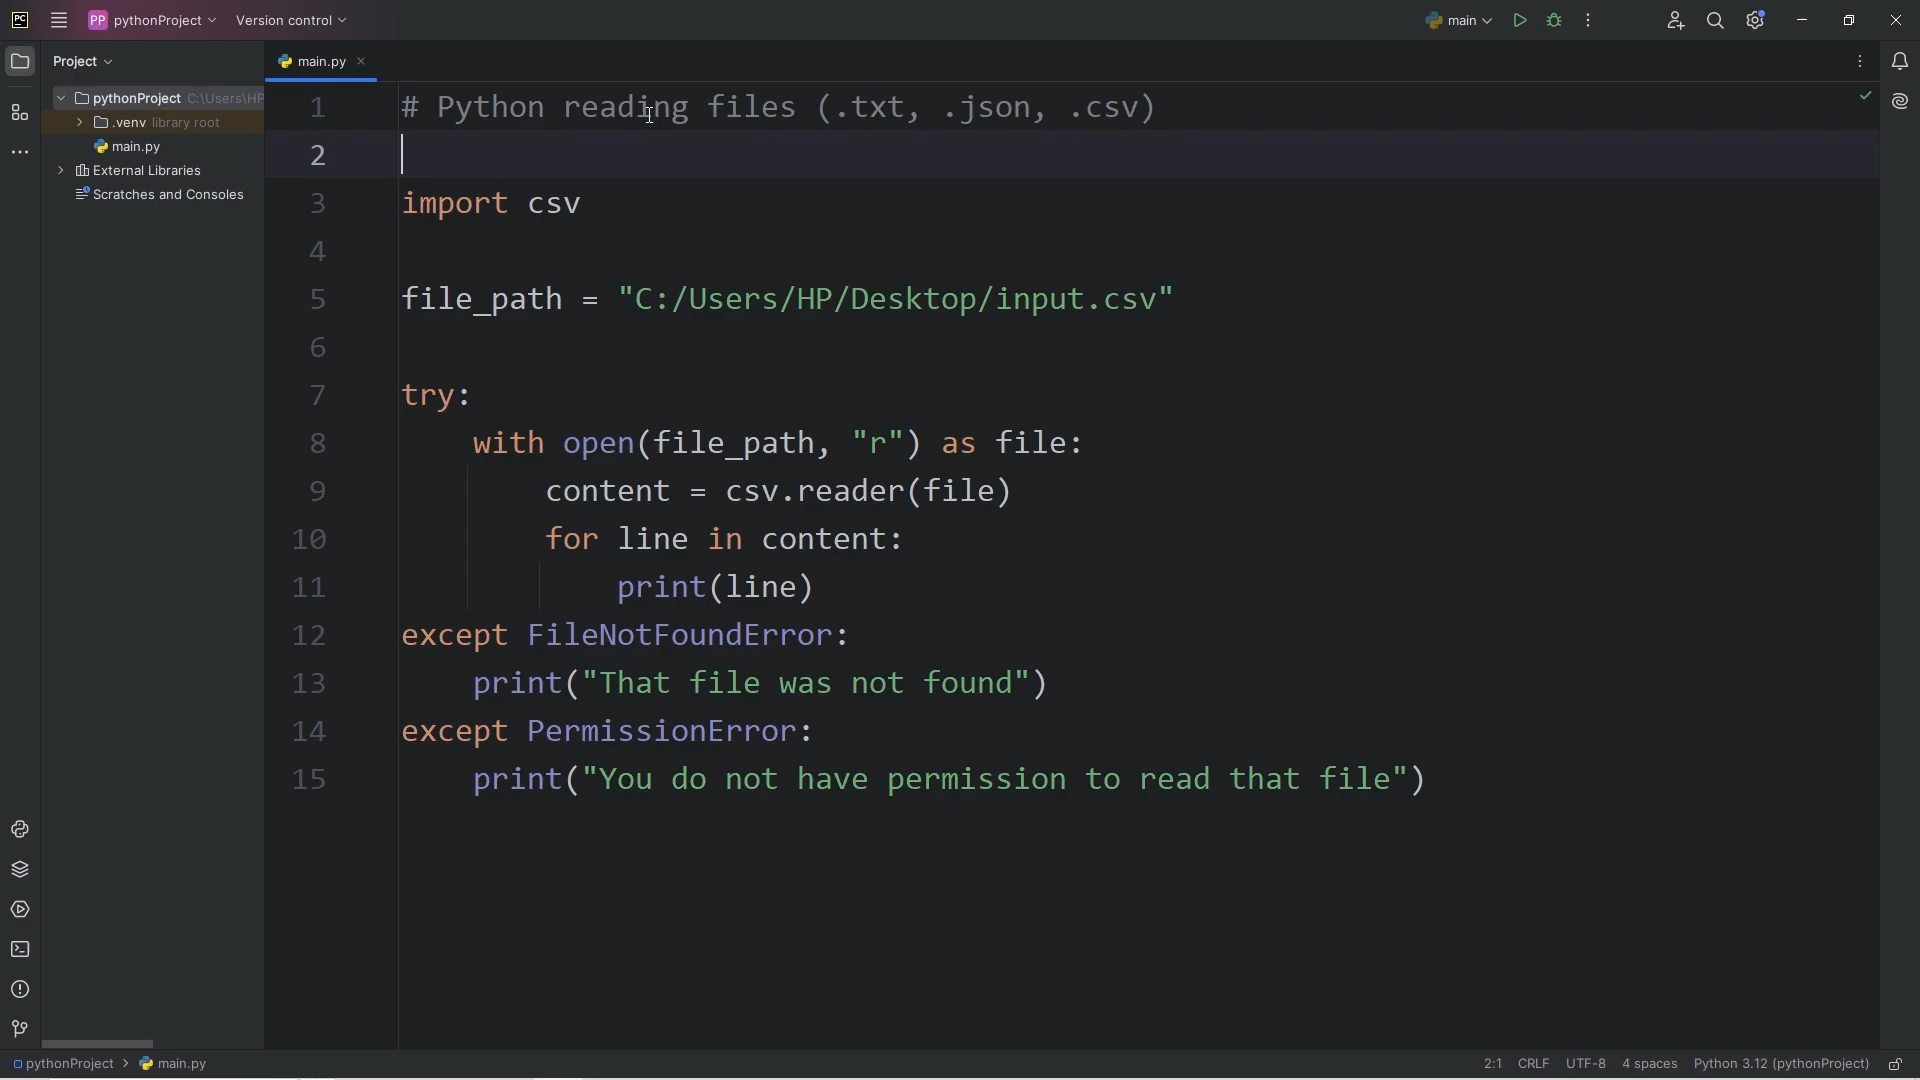 PC PP pythonProject Version control main
Project main.py
pythonProject C:\Users\HP
.venv library root
main.py
External Libraries
Scratches and Consoles
1 # Python reading files (.txt, .json, .csv)
2
3 import csv
4
5 file_path = "C:/Users/HP/Desktop/input.csv"
6
7 try:
8 with open(file_path, "r") as file:
9 content = csv.reader(file)
10 for line in content:
11 print(line)
12 except FileNotFoundError:
13 print("That file was not found")
14 except PermissionError:
15 print("You do not have permission to read that file")
pythonProject > main.py 2:1 CRLF UTF-8 4 spaces Python 3.12 (pythonProject)